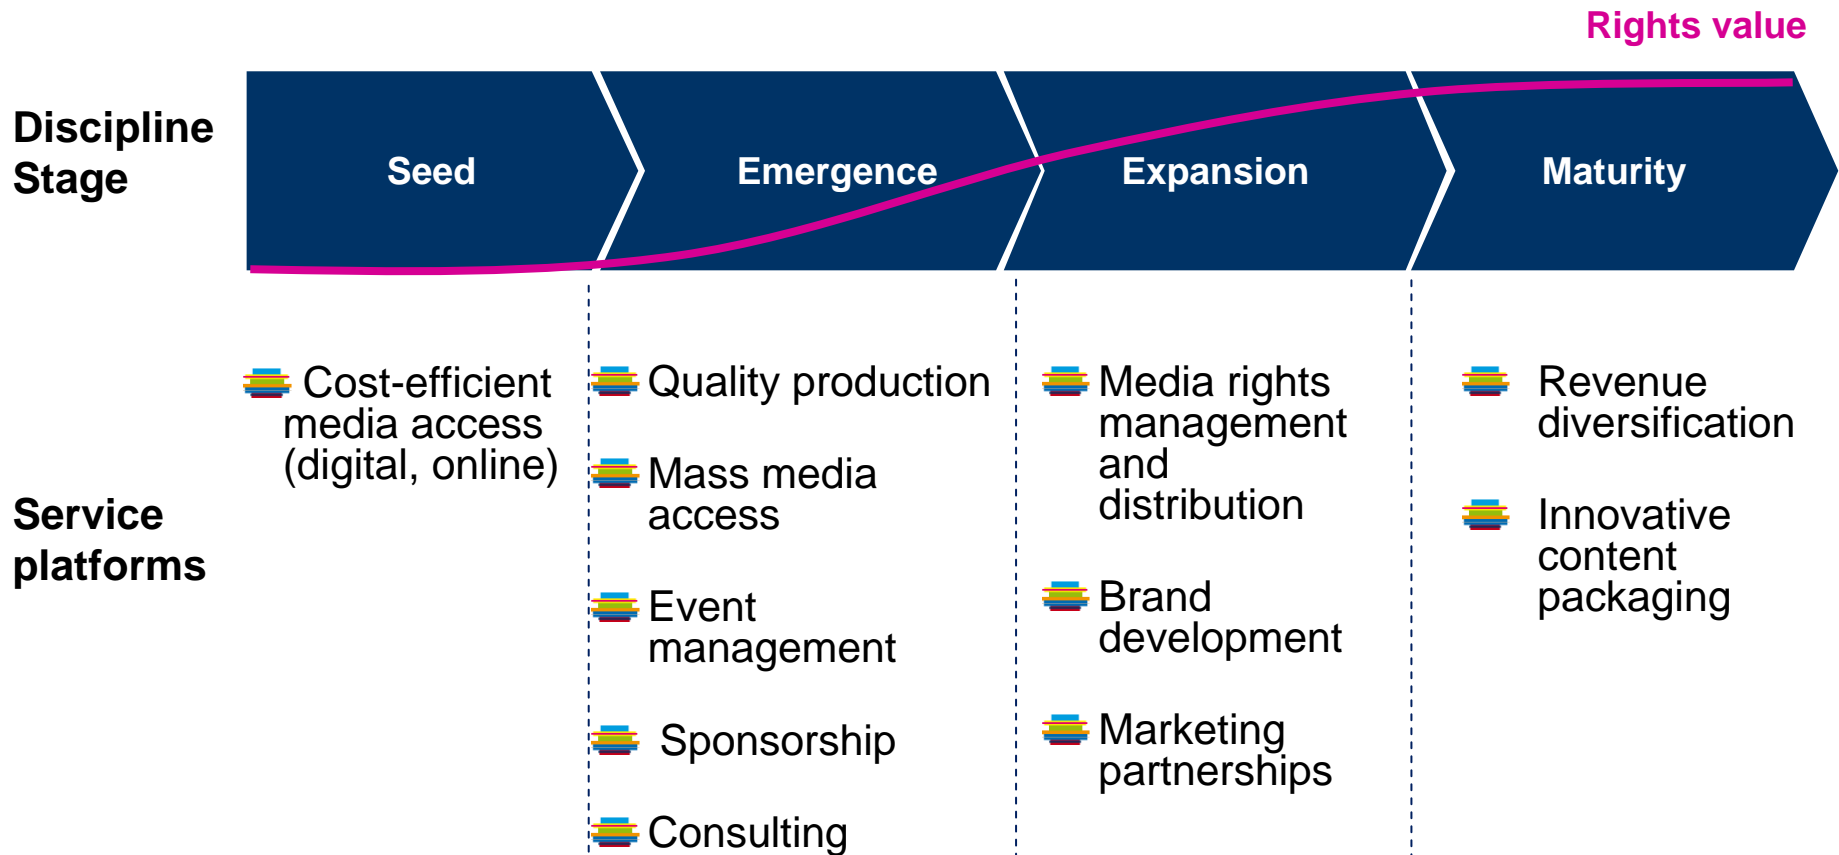 Rights value
Discipline
Stage
Seed
Emergence
Expansion
Maturity
Service
platforms
Cost-efficient
media access
(digital, online)
Quality production
Mass media
access
Event
management
Sponsorship
Consulting
Media rights
management
and
distribution
Brand
development
Marketing
partnerships
Revenue
diversification
Innovative
content
packaging